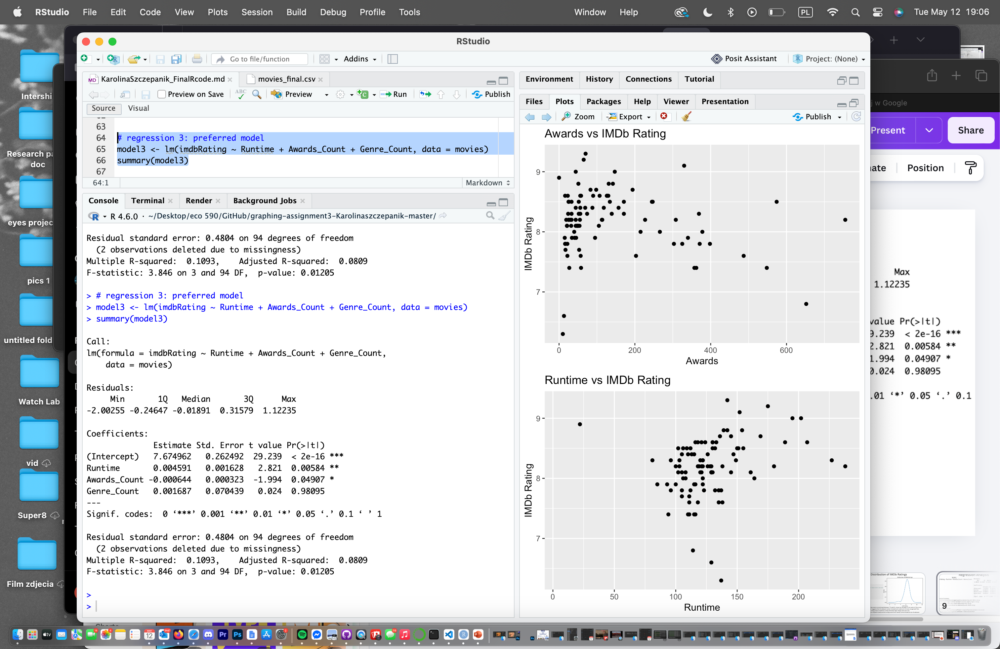 RStudio File Edit Code View Plots Session Build Debug Profile Tools Window Help PL Tue May 12 19:06
RStudio
Go to file/function Addins Posit Assistant Project: (None)
KarolinaSzczepanik_FinalRcode.md movies_final.csv
Preview on Save ABC Preview Run Publish
Source Visual
63
64 # regression 3: preferred model
65 model3 <- lm(imdbRating ~ Runtime + Awards_Count + Genre_Count, data = movies)
66 summary(model3)
67
64:1 Markdown
Console Terminal Render Background Jobs
R 4.6.0 · ~/Desktop/eco 590/GitHub/graphing-assignment3-Karolinaszczepanik-master/
Residual standard error: 0.4804 on 94 degrees of freedom
(2 observations deleted due to missingness)
Multiple R-squared: 0.1093, Adjusted R-squared: 0.0809
F-statistic: 3.846 on 3 and 94 DF, p-value: 0.01205
> # regression 3: preferred model
> model3 <- lm(imdbRating ~ Runtime + Awards_Count + Genre_Count, data = movies)
> summary(model3)
Call:
lm(formula = imdbRating ~ Runtime + Awards_Count + Genre_Count,
data = movies)
Residuals:
Min 1Q Median 3Q Max
-2.00255 -0.24647 -0.01891 0.31579 1.12235
Coefficients:
Estimate Std. Error t value Pr(>|t|)
(Intercept) 7.674962 0.262492 29.239 < 2e-16 ***
Runtime 0.004591 0.001628 2.821 0.00584 **
Awards_Count -0.000644 0.000323 -1.994 0.04907 *
Genre_Count 0.001687 0.070439 0.024 0.98095
---
Signif. codes: 0 ‘***’ 0.001 ‘**’ 0.01 ‘*’ 0.05 ‘.’ 0.1 ‘ ’ 1
Residual standard error: 0.4804 on 94 degrees of freedom
(2 observations deleted due to missingness)
Multiple R-squared: 0.1093, Adjusted R-squared: 0.0809
F-statistic: 3.846 on 3 and 94 DF, p-value: 0.01205
>
>
Environment History Connections Tutorial
Files Plots Packages Help Viewer Presentation
Zoom Export Publish
Awards vs IMDb Rating
IMDb Rating
9
8
7
0 200 400 600
Awards
Runtime vs IMDb Rating
IMDb Rating
9
8
7
0 50 100 150 200
Runtime
Intershi
Research pa
doc
eyes projec
pics 1
untitled fold
Watch Lab
vid
Super8
Film zdjecia
j w Google
Present Share
ate Position
Max
1.12235
value Pr(>|t|)
9.239 < 2e-16 ***
2.821 0.00584 **
1.994 0.04907 *
0.024 0.98095
.01 ‘*’ 0.05 ‘.’ 0.1
Distribution of IMDb Ratings
Regression Analysis
9